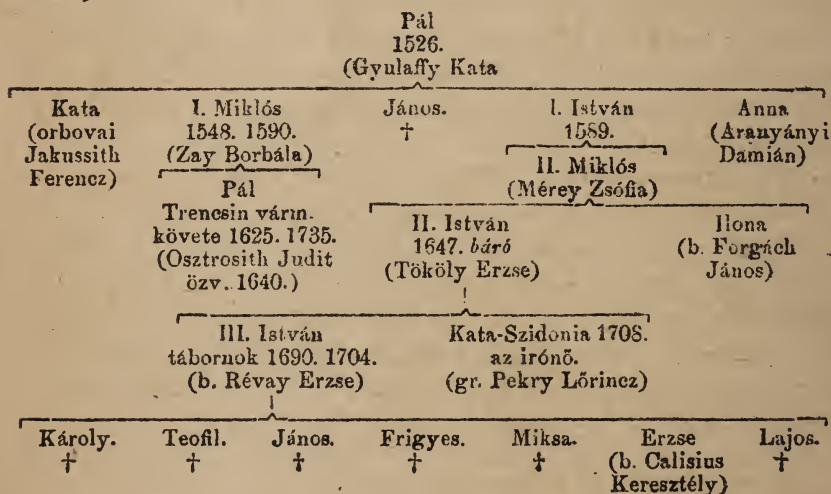 Pál
1526.
(Gyulaffy Kata
Kata I. Miklós János. I. István Anna
(orbovai 1548. 1590. † 1589. (Aranyányi
Jakussith (Zay Borbála) II. Miklós Damián)
Ferencz) Pál (Mérey Zsófia)
Trencsin várm.
követe 1625. 1735. II. István Ilona
(Osztrosith Judit 1647. báró (b. Forgách
özv. 1640.) (Tököly Erzse) János)
III. István Kata-Szidonia 1708.
tábornok 1690. 1704. az irónő.
(b. Révay Erzse) (gr. Pekry Lőrincz)
Károly. Teofil. János. Frigyes. Miksa. Erzse Lajos.
† † † † † (b. Calisius †
Keresztély)